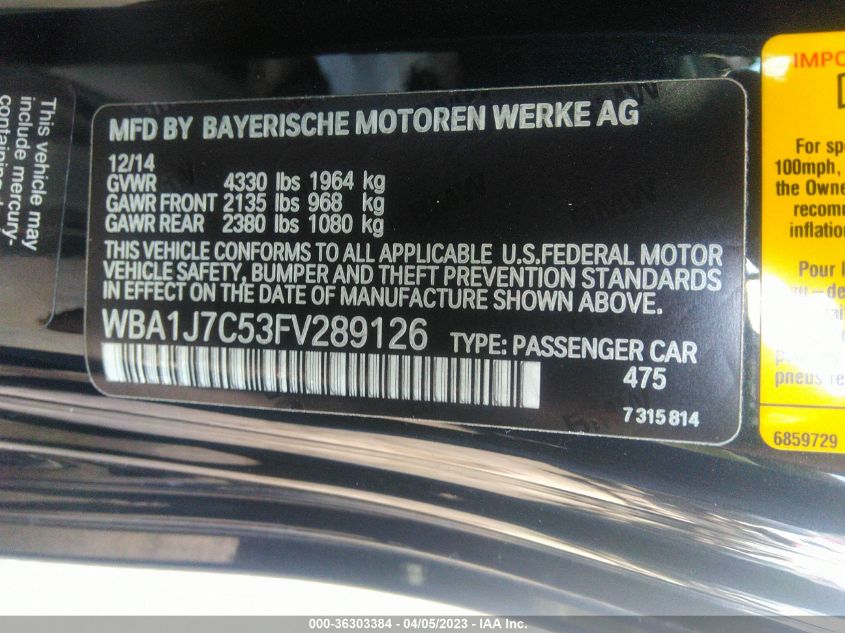 This vehicle may
include mercury-
MFD BY BAYERISCHE MOTOREN WERKE AG
12/14
GVWR 4330 lbs 1964 kg
GAWR FRONT 2135 lbs 968 kg
GAWR REAR 2380 lbs 1080 kg
THIS VEHICLE CONFORMS TO ALL APPLICABLE U.S.FEDERAL MOTOR
VEHICLE SAFETY, BUMPER AND THEFT PREVENTION STANDARDS
IN EFFECT ON THE DATE OF MANUFACTURE SHOWN ABOVE.
WBA1J7C53FV289126 TYPE: PASSENGER CAR
475
7 315 814
IMPO
For spe
100mph,
the Owne
recomm
inflation
Pour l
pneus re
6859729
000-36303384 - 04/05/2023 - IAA Inc.